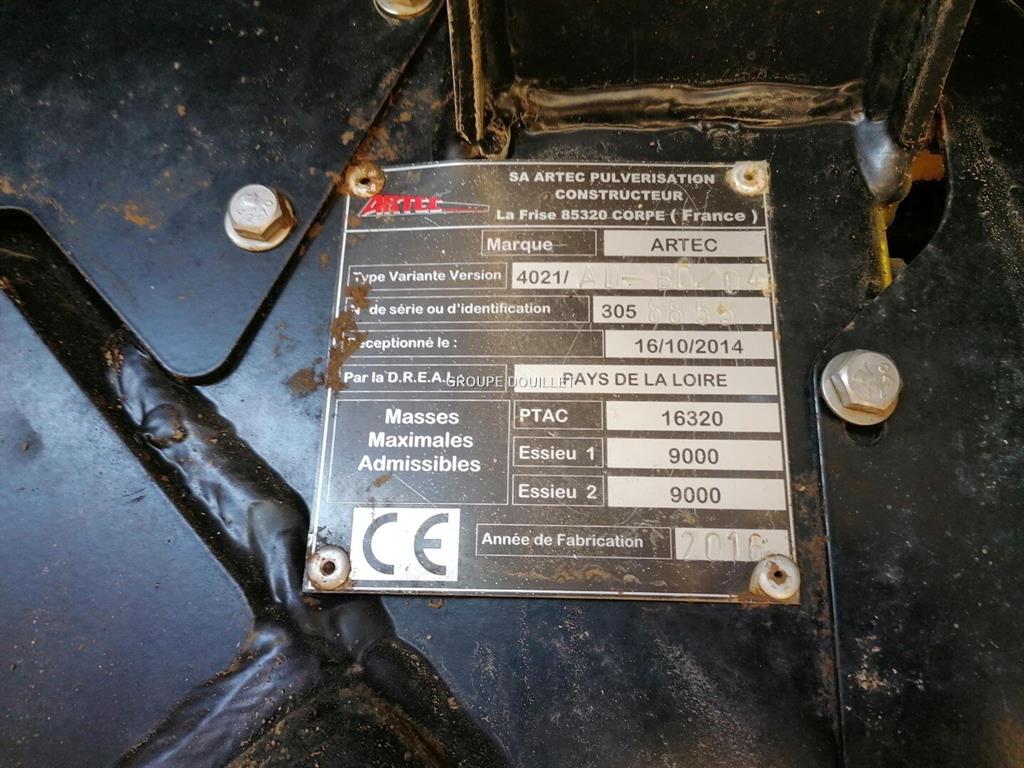 SA ARTEC PULVERISATION
CONSTRUCTEUR
ARTEC
La Frise 85320 CORPE ( France )
Marque ARTEC
Type Variante Version 4021/
N° de série ou d'identification 305 8855
Réceptionné le : 16/10/2014
Par la D.R.E.A.L : PAYS DE LA LOIRE
GROUPE DOUILLET
Masses
Maximales
Admissibles
PTAC 16320
Essieu 1 9000
Essieu 2 9000
CE
Année de Fabrication 2016